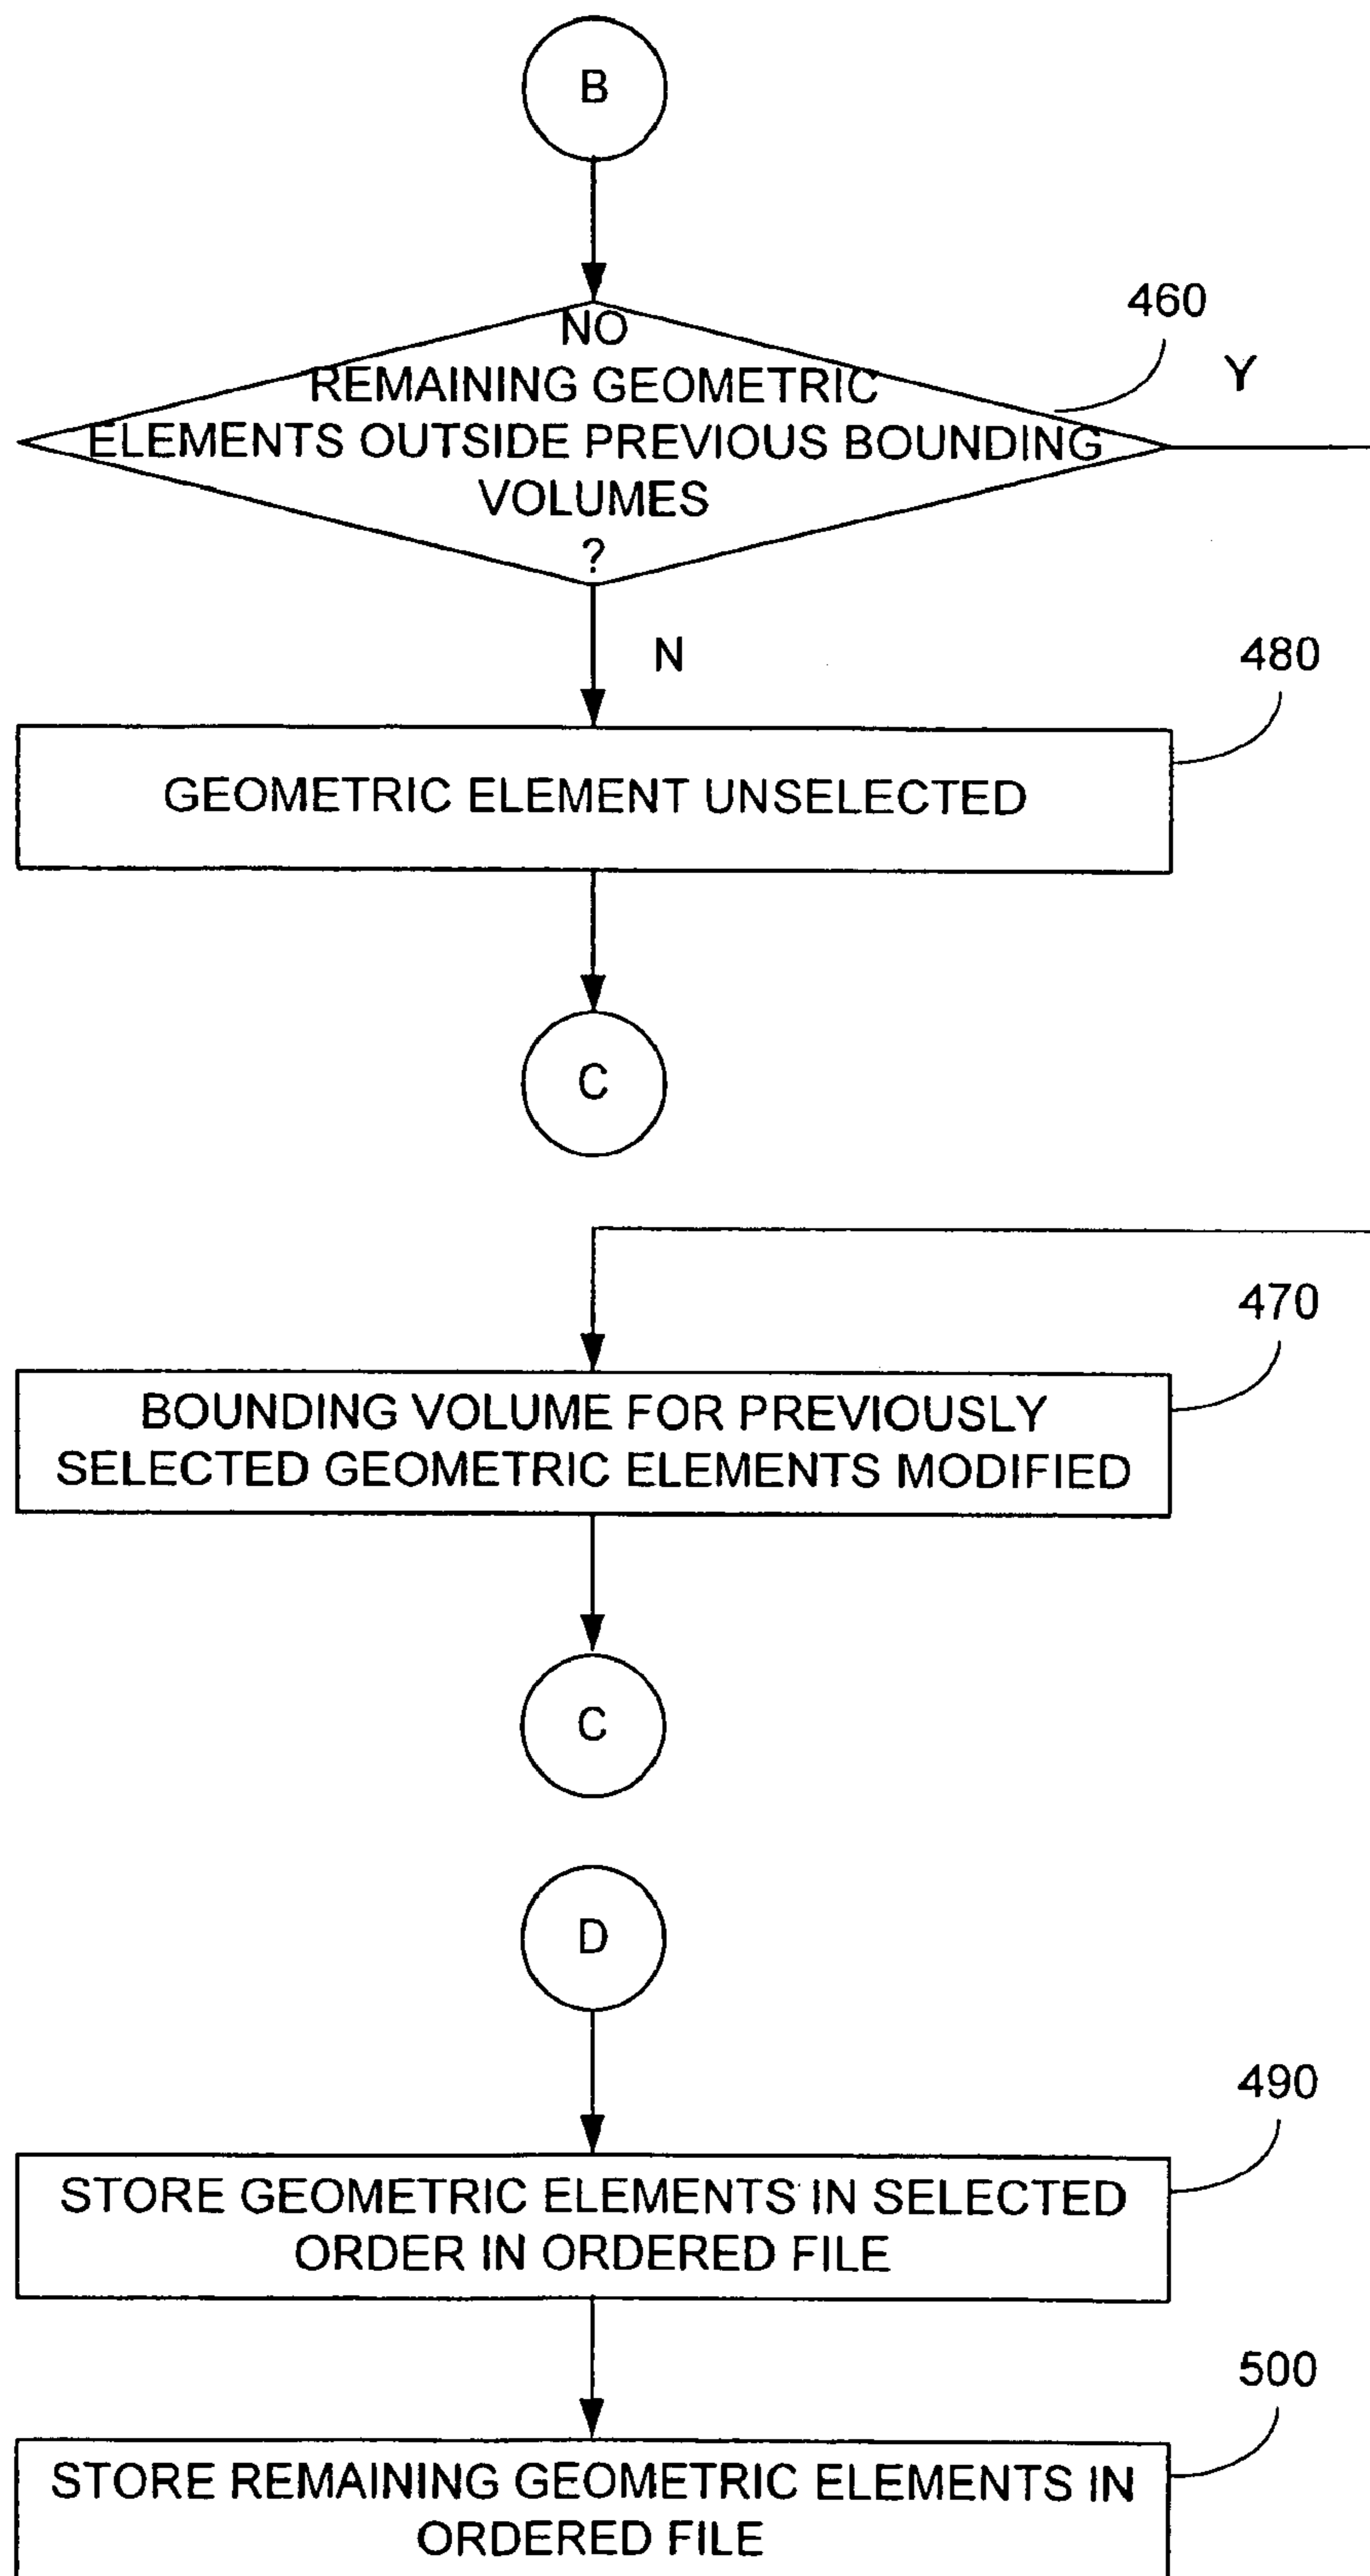 B
460
Y
NO
REMAINING GEOMETRIC
ELEMENTS OUTSIDE PREVIOUS BOUNDING
VOLUMES
?
N
480
GEOMETRIC ELEMENT UNSELECTED
C
470
BOUNDING VOLUME FOR PREVIOUSLY
SELECTED GEOMETRIC ELEMENTS MODIFIED
C
D
490
STORE GEOMETRIC ELEMENTS IN SELECTED
ORDER IN ORDERED FILE
500
STORE REMAINING GEOMETRIC ELEMENTS IN
ORDERED FILE